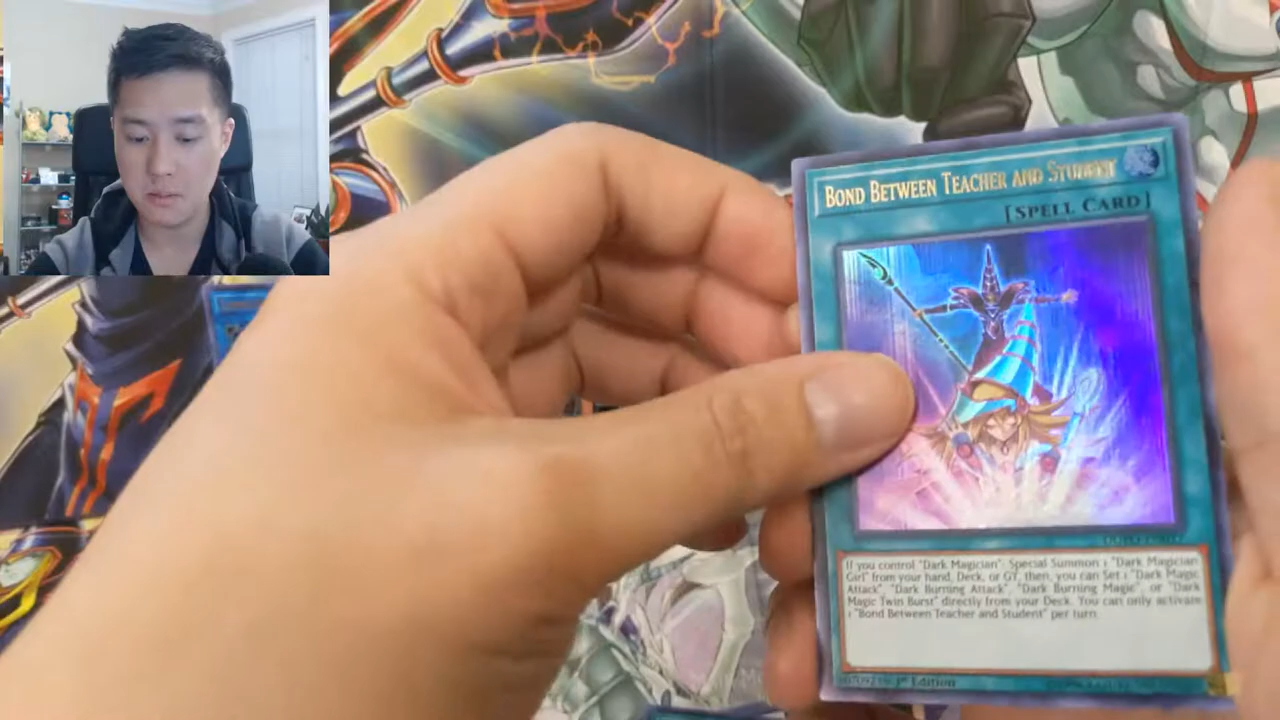 BOND BETWEEN TEACHER AND STUDENT
[SPELL CARD]
If you control "Dark Magician": Special Summon 1 "Dark Magician
Girl" from your hand, Deck, or GY, then, you can Set 1 "Dark Magic
Attack", "Dark Burning Attack", "Dark Burning Magic", or "Dark
Magic Twin Burst" directly from your Deck. You can only activate
1 "Bond Between Teacher and Student" per turn.
1st Edition